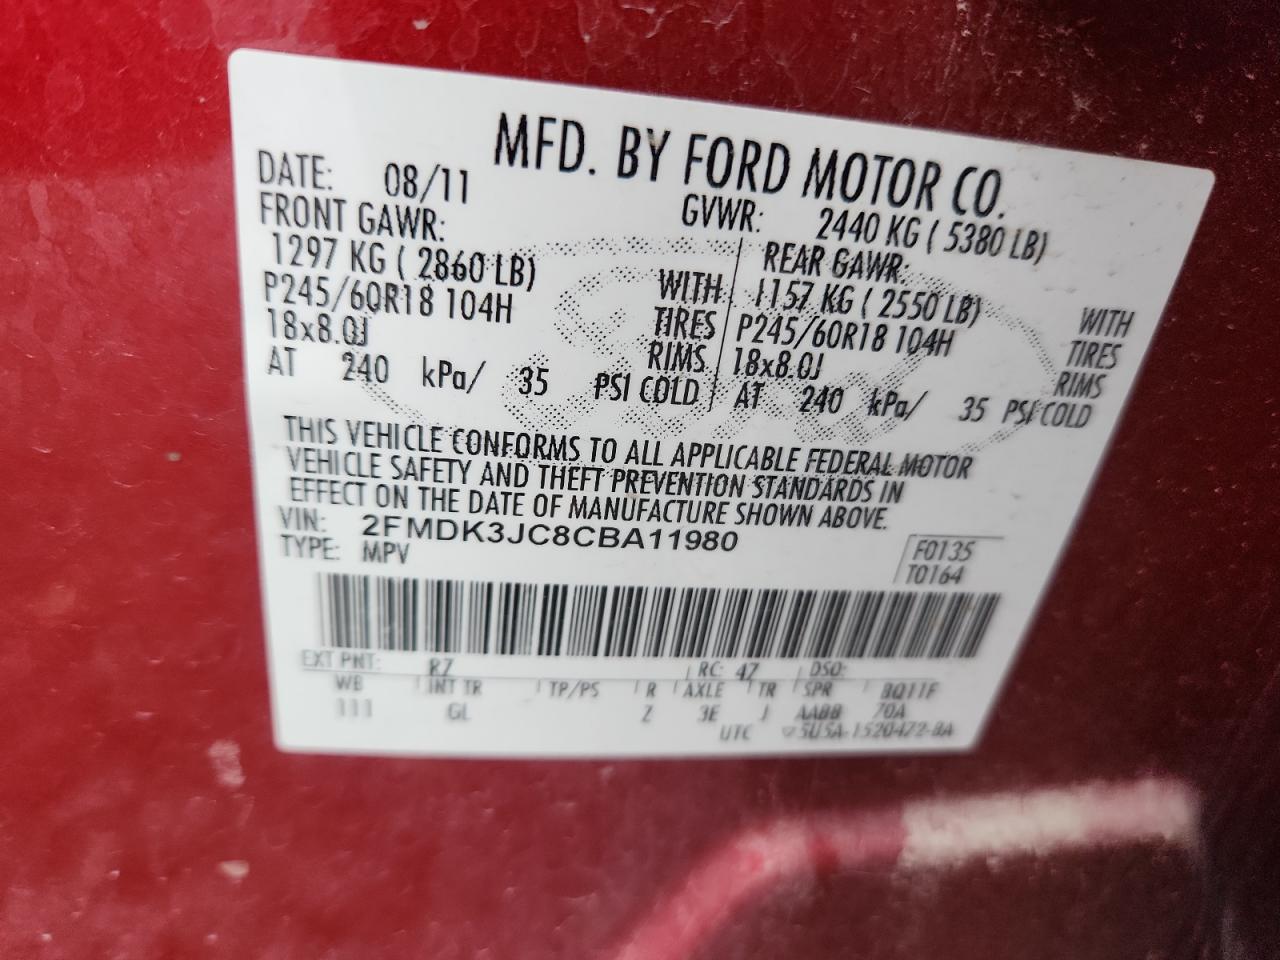 MFD. BY FORD MOTOR CO.
DATE: 08/11 GVWR: 2440 KG ( 5380 LB)
FRONT GAWR: REAR GAWR:
1297 KG ( 2860 LB) WITH 1157 KG ( 2550 LB) WITH
P245/60R18 104H TIRES P245/60R18 104H TIRES
18x8.0J RIMS 18x8.0J RIMS
AT 240 kPa/ 35 PSI COLD AT 240 kPa/ 35 PSI COLD
THIS VEHICLE CONFORMS TO ALL APPLICABLE FEDERAL MOTOR
VEHICLE SAFETY AND THEFT PREVENTION STANDARDS IN
EFFECT ON THE DATE OF MANUFACTURE SHOWN ABOVE.
VIN: 2FMDK3JC8CBA11980
TYPE: MPV
F0135
T0164
EXT PNT: RZ RC: 47 DSO:
WB INT TR TP/PS R AXLE TR SPR BQ11F
111 GL Z 3E J AABB 70A
UTC ▽5U5A-1520472-BA